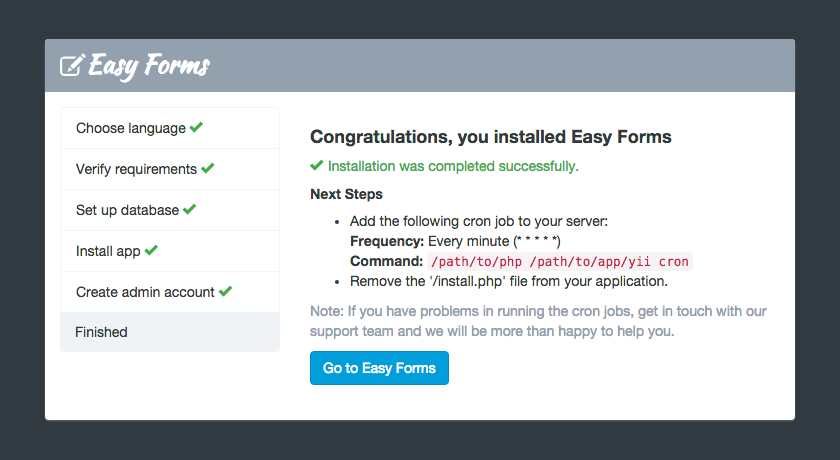 Easy Forms
Choose language
Verify requirements
Set up database
Install app
Create admin account
Finished
Congratulations, you installed Easy Forms
Installation was completed successfully.
Next Steps
Add the following cron job to your server:
Frequency: Every minute (* * * * *)
Command: /path/to/php /path/to/app/yii cron
Remove the '/install.php' file from your application.
Note: If you have problems in running the cron jobs, get in touch with our
support team and we will be more than happy to help you.
Go to Easy Forms